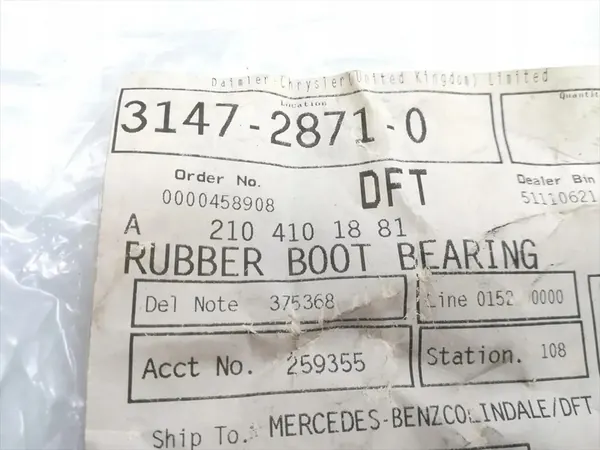 Daimler Chrysler(United Kingdom) Limited
Location
3147-2871-0
Quantit
Order No.
0000458908
DFT
Dealer Bin
51110621
A 210 410 18 81
RUBBER BOOT BEARING
Del Note 375368
Line 0152 0000
Acct No. 259355
Station. 108
Ship To. MERCEDES-BENZCOLINDALE/DFT